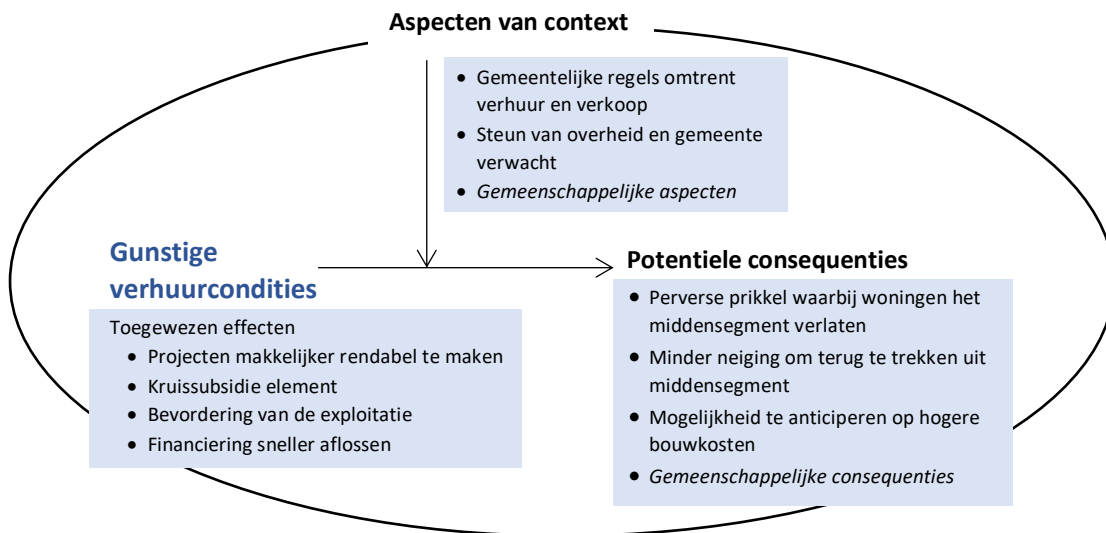 Aspecten van context
• Gemeentelijke regels omtrent
verhuur en verkoop
• Steun van overheid en gemeente
verwacht
• Gemeenschappelijke aspecten
Gunstige
verhuurcondities
Toegewezen effecten
• Projecten makkelijker rendabel te maken
• Kruissubsidie element
• Bevordering van de exploitatie
• Financiering sneller aflossen
Potentiele consequenties
• Perverse prikkel waarbij woningen het
middensegment verlaten
• Minder neiging om terug te trekken uit
middensegment
• Mogelijkheid te anticiperen op hogere
bouwkosten
• Gemeenschappelijke consequenties